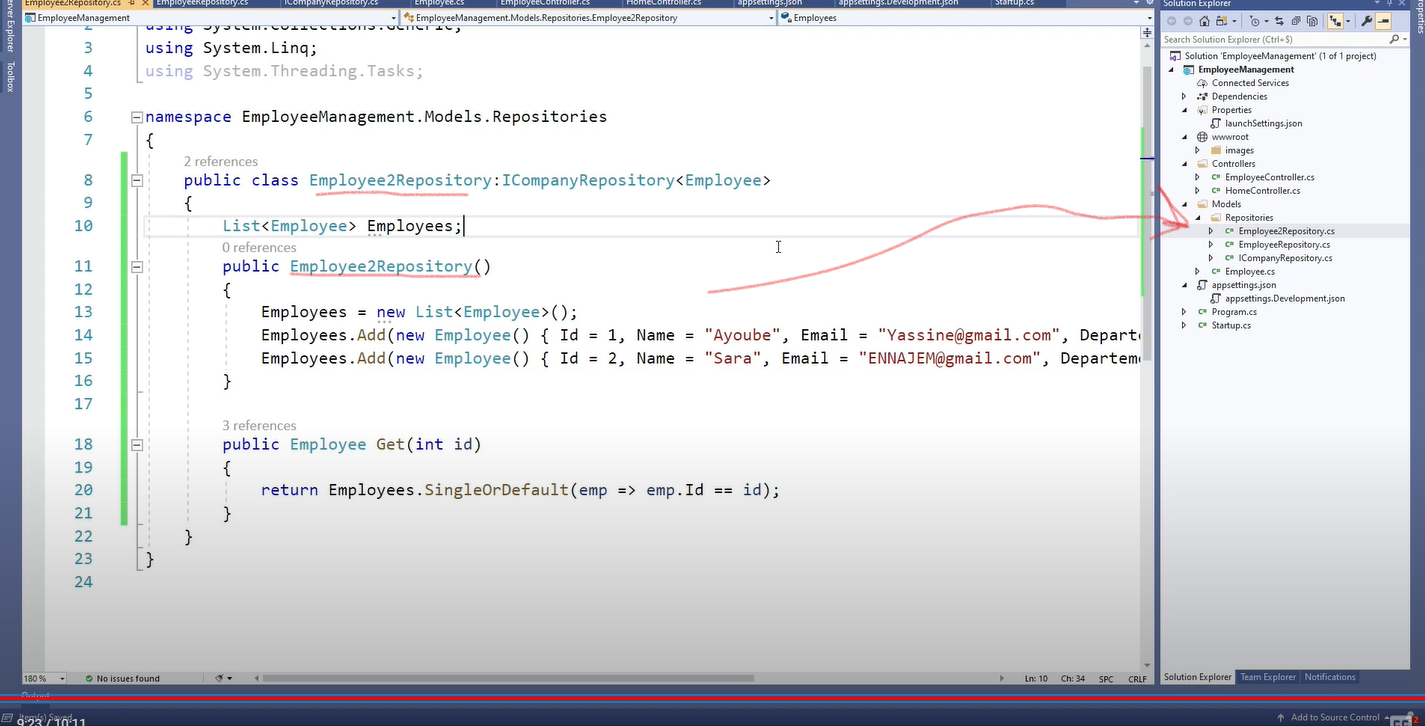 Employee2Repository.cs EmployeeRepository.cs ICompanyRepository.cs Employee.cs EmployeeController.cs HomeController.cs appsettings.json appsettings.Development.json Startup.cs
Solution Explorer
Properties
Server Explorer
Toolbox
EmployeeManagement
EmployeeManagement.Models.Repositories.Employee2Repository
Employees
2 using System.Collections.Generic;
3 using System.Linq;
4 using System.Threading.Tasks;
5
6 namespace EmployeeManagement.Models.Repositories
7 {
2 references
8 public class Employee2Repository:ICompanyRepository<Employee>
9 {
10 List<Employee> Employees;
0 references
11 public Employee2Repository()
12 {
13 Employees = new List<Employee>();
14 Employees.Add(new Employee() { Id = 1, Name = "Ayoube", Email = "Yassine@gmail.com", Departe
15 Employees.Add(new Employee() { Id = 2, Name = "Sara", Email = "ENNAJEM@gmail.com", Departeme
16 }
17
3 references
18 public Employee Get(int id)
19 {
20 return Employees.SingleOrDefault(emp => emp.Id == id);
21 }
22 }
23 }
24
Search Solution Explorer (Ctrl+$)
Solution 'EmployeeManagement' (1 of 1 project)
EmployeeManagement
Connected Services
Dependencies
Properties
launchSettings.json
wwwroot
images
Controllers
EmployeeController.cs
HomeController.cs
Models
Repositories
Employee2Repository.cs
EmployeeRepository.cs
ICompanyRepository.cs
Employee.cs
appsettings.json
appsettings.Development.json
Program.cs
Startup.cs
180 %
No issues found
Ln: 10 Ch: 34 SPC CRLF
Solution Explorer Team Explorer Notifications
Output
Item(s) Saved
9:23 / 10:11
Add to Source Control
2